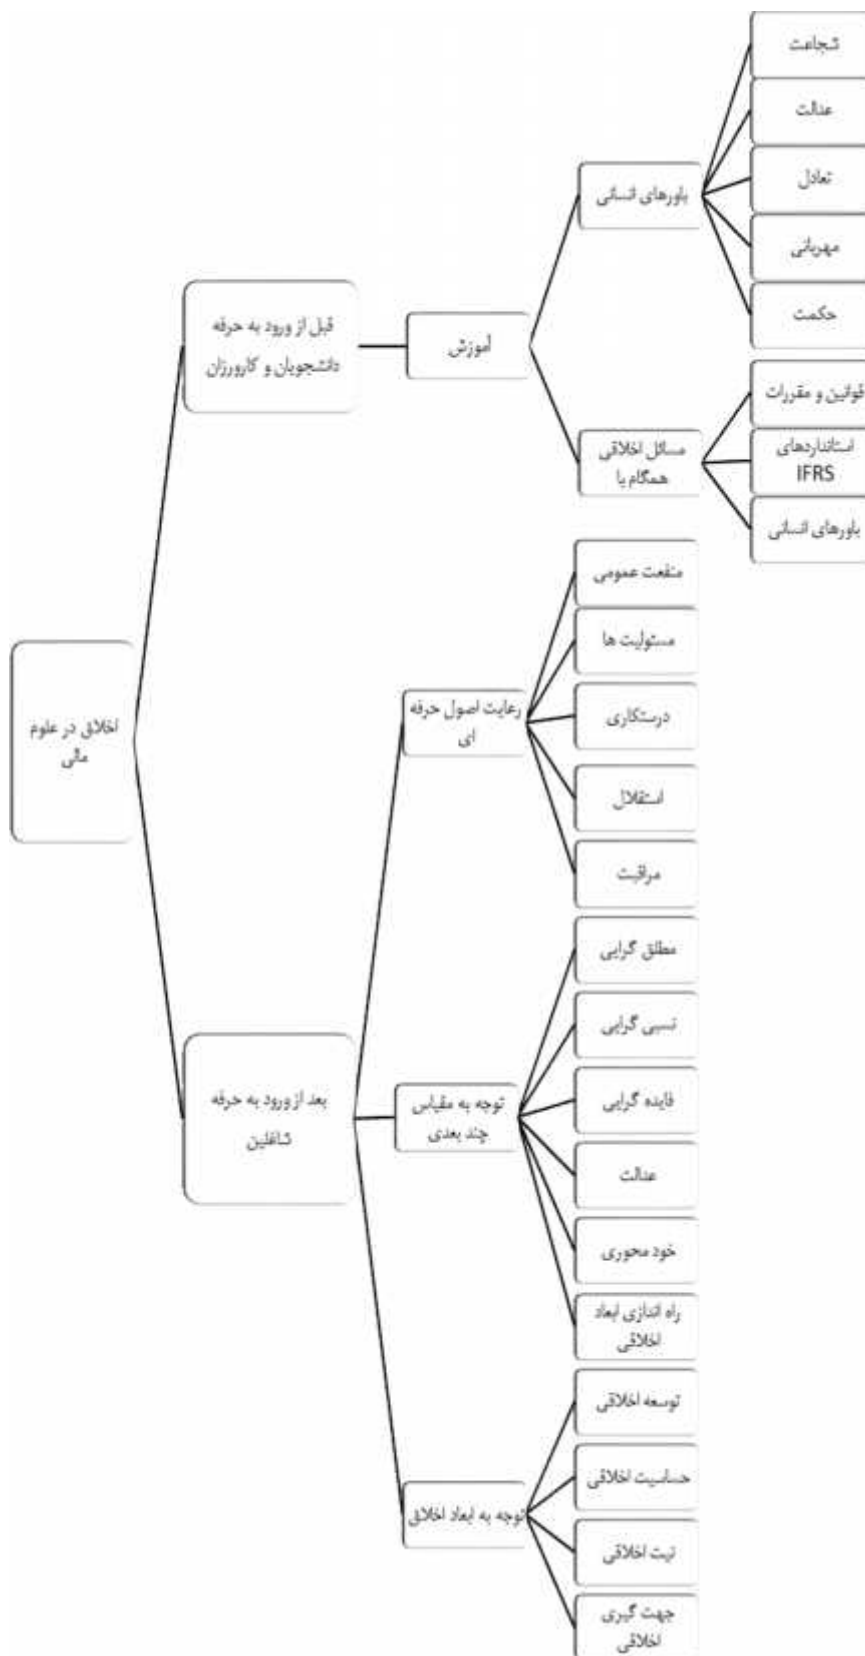 شجاعت
عدالت
تعادل
باورهای انسانی
مهربانی
حکمت
قبل از ورود به حرفه
دانشجویان و کارورزان
آموزش
قوانین و مقررات
مسائل اخلاقی
همگام با
استانداردهای
IFRS
باورهای انسانی
اخلاق در علوم
مالی
منفعت عمومی
مسئولیت ها
رعایت اصول حرفه
ای
درستکاری
استقلال
مراقبت
بعد از ورود به حرفه
شاغلین
مطلق گرایی
نسبی گرایی
توجه به مقیاس
چند بعدی
فایده گرایی
عدالت
خود محوری
راه اندازی ابعاد
اخلاقی
توجه به ابعاد اخلاق
توسعه اخلاقی
حساسیت اخلاقی
نیت اخلاقی
جهت گیری
اخلاقی